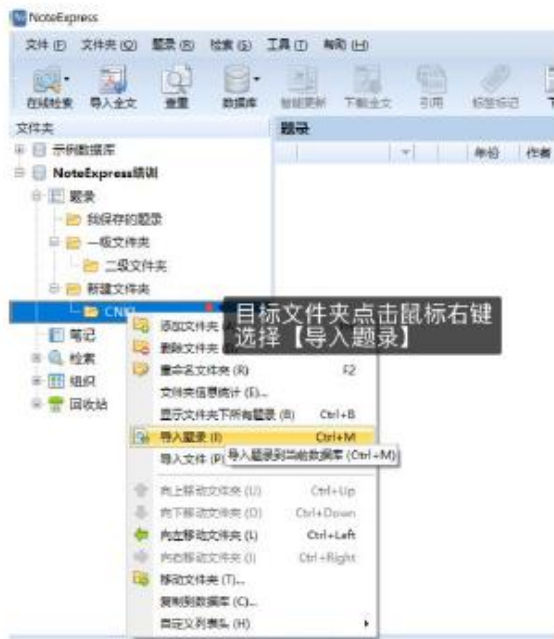 NoteExpress
文件(F) 文件夹(O) 题录(R) 检索(S) 工具(T) 帮助(H)
在线检索 导入全文 查重 数据库 智能更新 下载全文 引用 标签标记
文件夹
题录
示例数据库
年份 作者
NoteExpress培训
题录
我保存的题录
一级文件夹
二级文件夹
新建文件夹
CNKI
目标文件夹点击鼠标右键
选择【导入题录】
笔记
检索
组织
回收站
添加文件夹
删除文件夹
重命名文件夹(R) F2
文件夹信息统计(E)...
显示文件夹下所有题录(B) Ctrl+B
导入题录(I) Ctrl+M
导入文件(P)
导入题录到当前数据库(Ctrl+M)
向上移动文件夹(U) Ctrl+Up
向下移动文件夹(O) Ctrl+Down
向左移动文件夹(L) Ctrl+Left
向右移动文件夹(I) Ctrl+Right
移动文件夹(T)...
复制到数据库(C)...
自定义列表头(H)